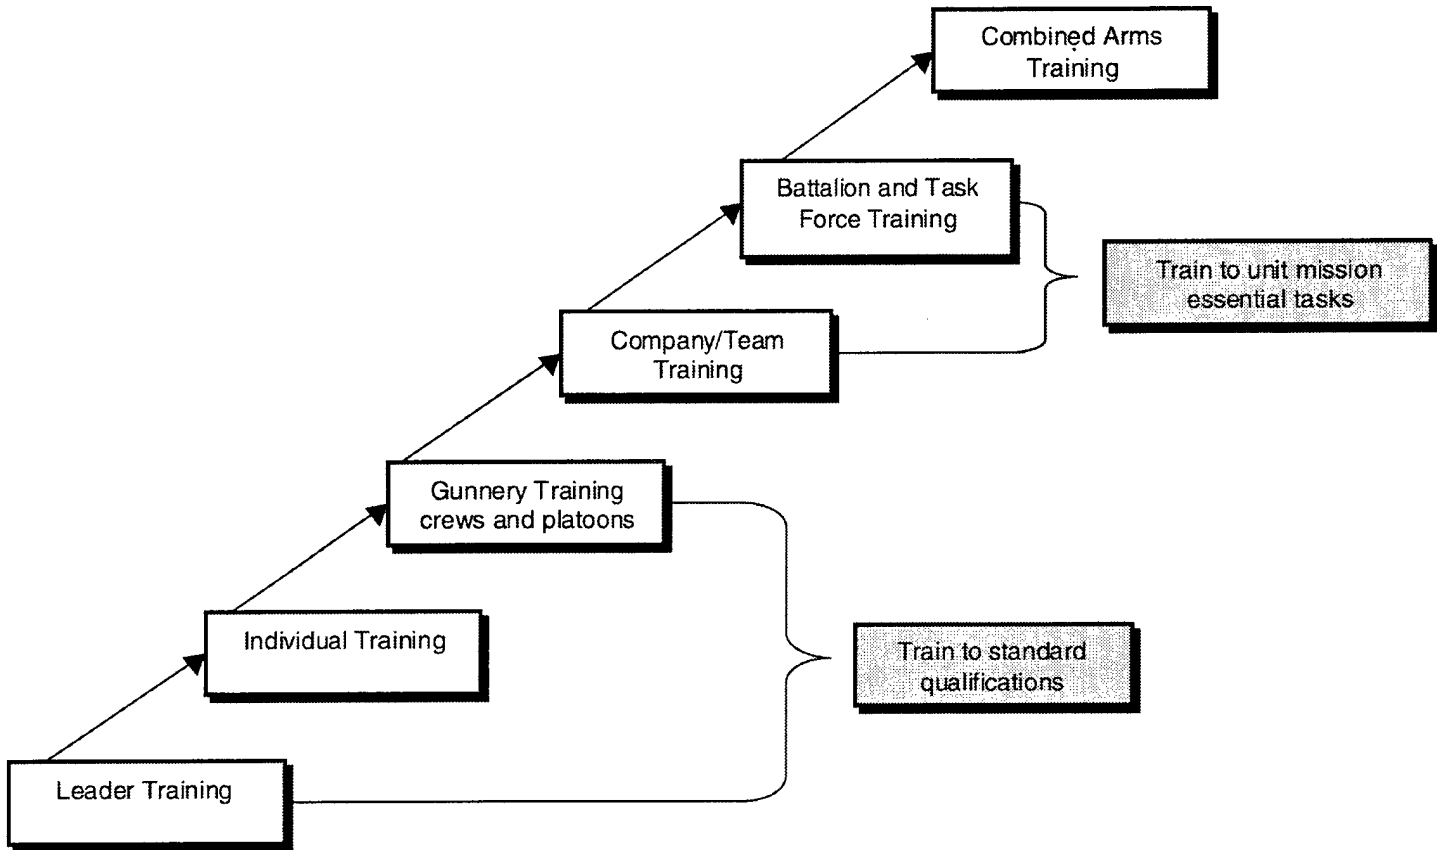 Combined Arms
Training
Battalion and Task
Force Training
Train to unit mission
essential tasks
Company/Team
Training
Gunnery Training
crews and platoons
Individual Training
Train to standard
qualifications
Leader Training